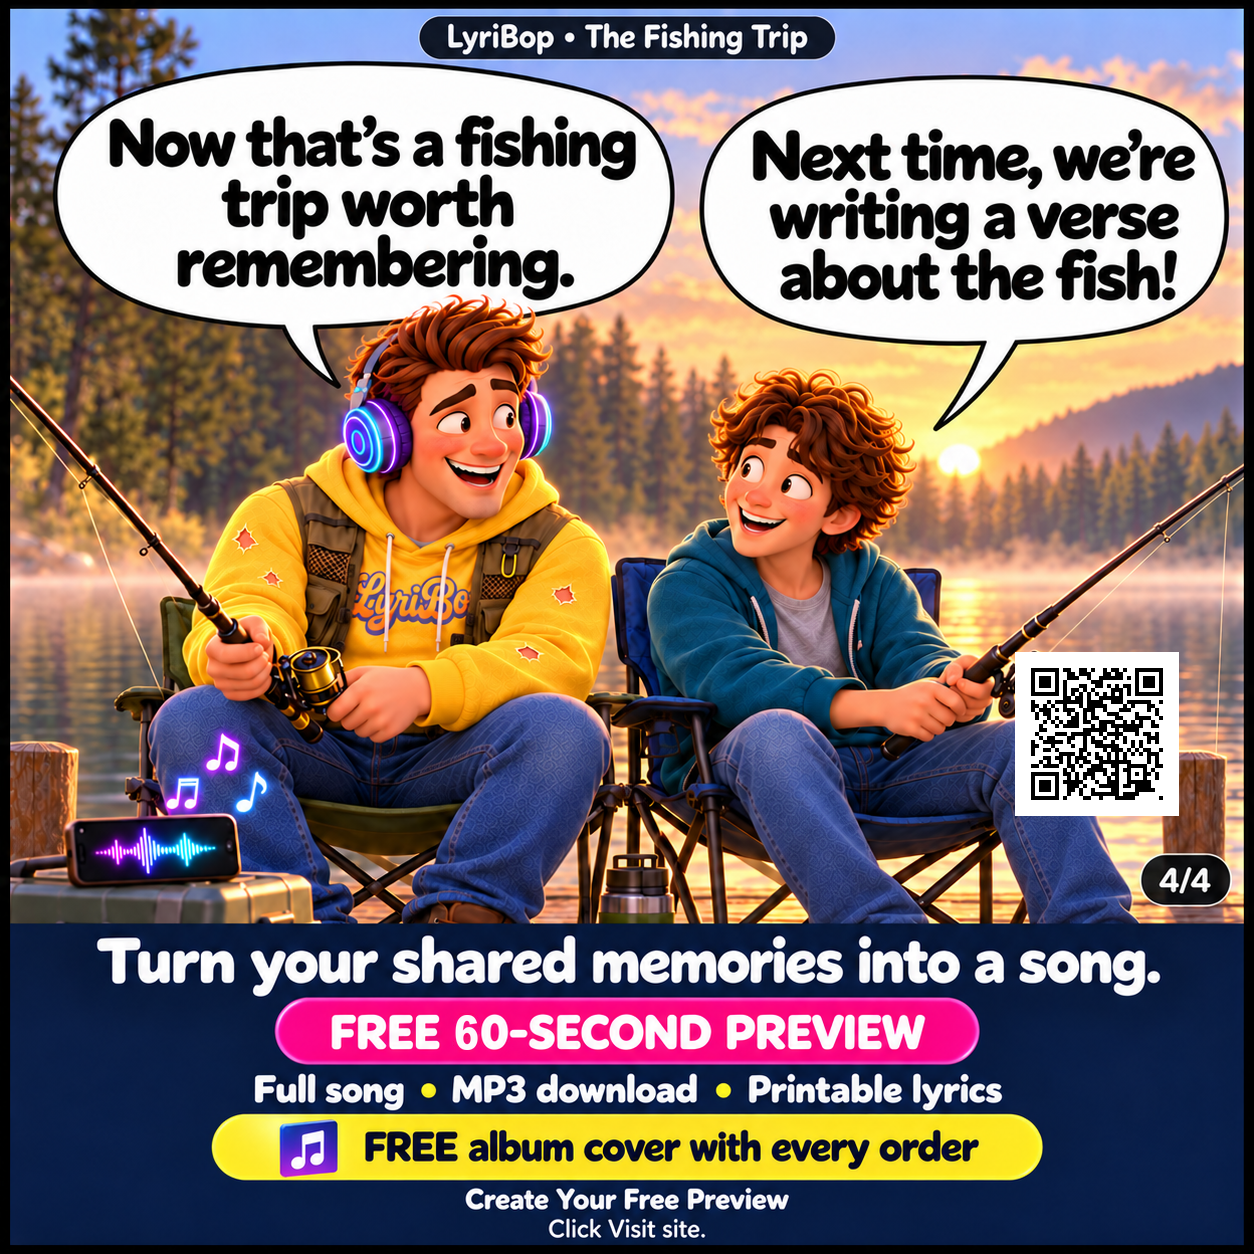 LyriBop • The Fishing Trip
Now that's a fishing
trip worth
remembering.
Next time, we're
writing a verse
about the fish!
LyriBo
4/4
Turn your shared memories into a song.
FREE 60-SECOND PREVIEW
Full song • MP3 download • Printable lyrics
FREE album cover with every order
Create Your Free Preview
Click Visit site.